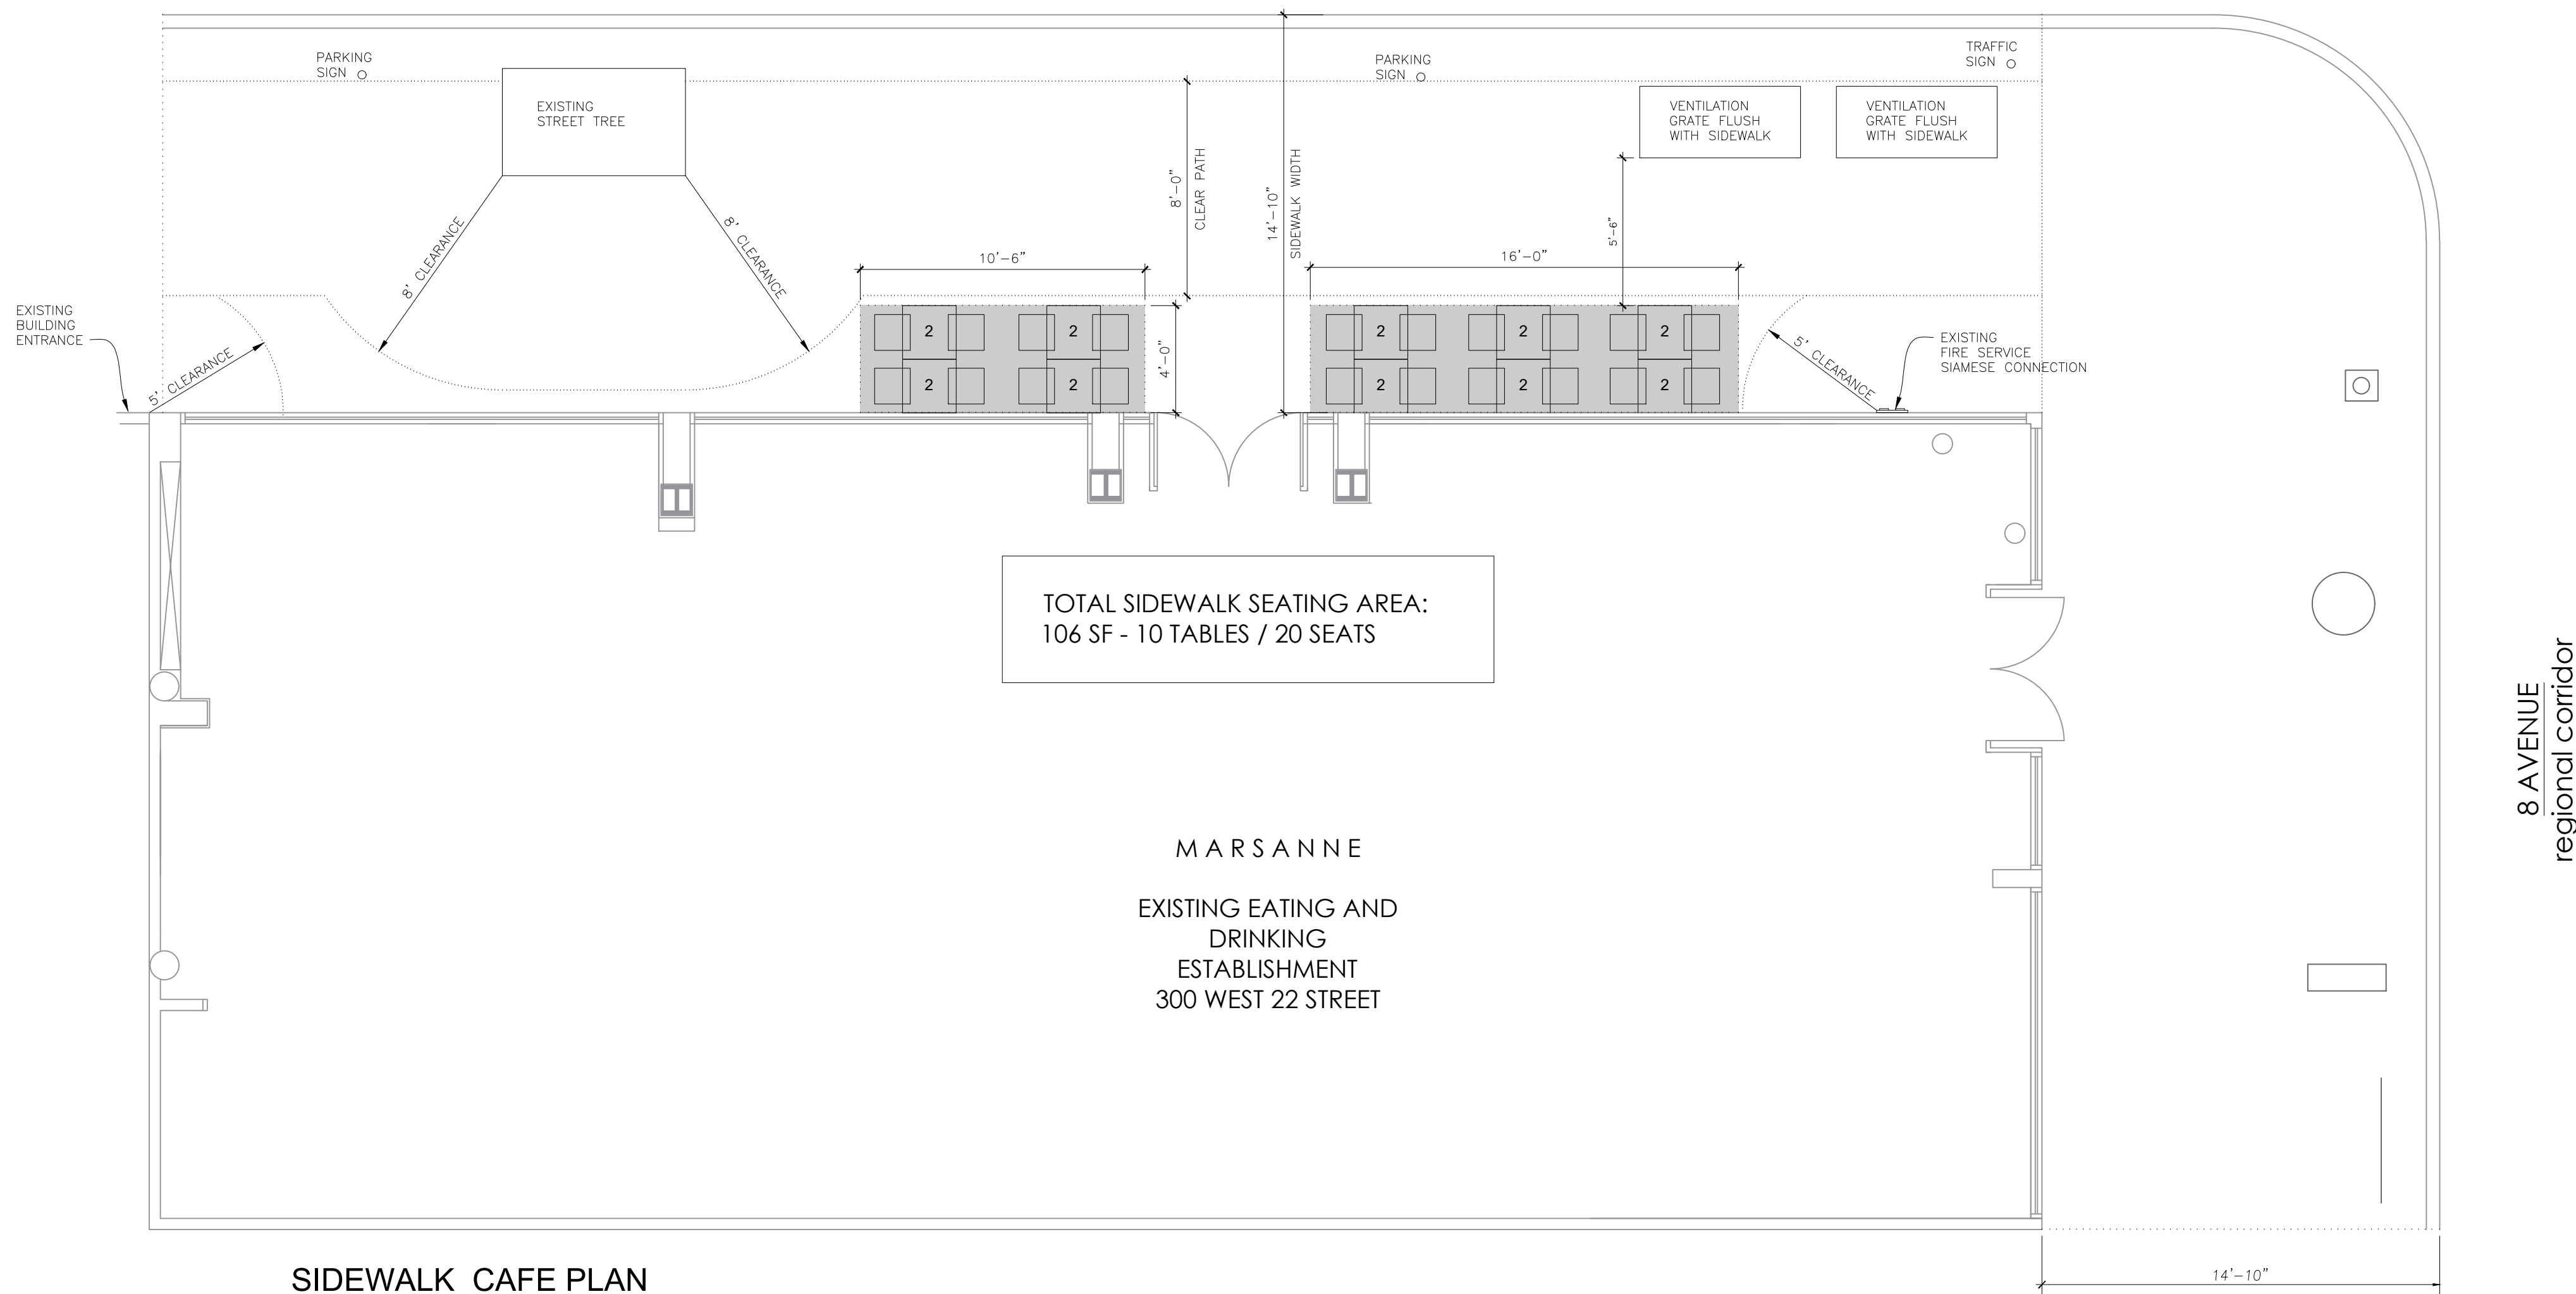 PARKING
SIGN
EXISTING
STREET TREE
PARKING
SIGN
TRAFFIC
SIGN
VENTILATION
GRATE FLUSH
WITH SIDEWALK
VENTILATION
GRATE FLUSH
WITH SIDEWALK
8' CLEARANCE
8' CLEARANCE
8'-0"
CLEAR PATH
14'-10"
SIDEWALK WIDTH
5'-6"
10'-6"
16'-0"
EXISTING
BUILDING
ENTRANCE
5' CLEARANCE
2
2
2
2
4'-0"
2
2
2
2
2
2
5' CLEARANCE
EXISTING
FIRE SERVICE
SIAMESE CONNECTION
TOTAL SIDEWALK SEATING AREA:
106 SF - 10 TABLES / 20 SEATS
MARSANNE
EXISTING EATING AND
DRINKING
ESTABLISHMENT
300 WEST 22 STREET
8 AVENUE
regional corridor
SIDEWALK CAFE PLAN
14'-10"